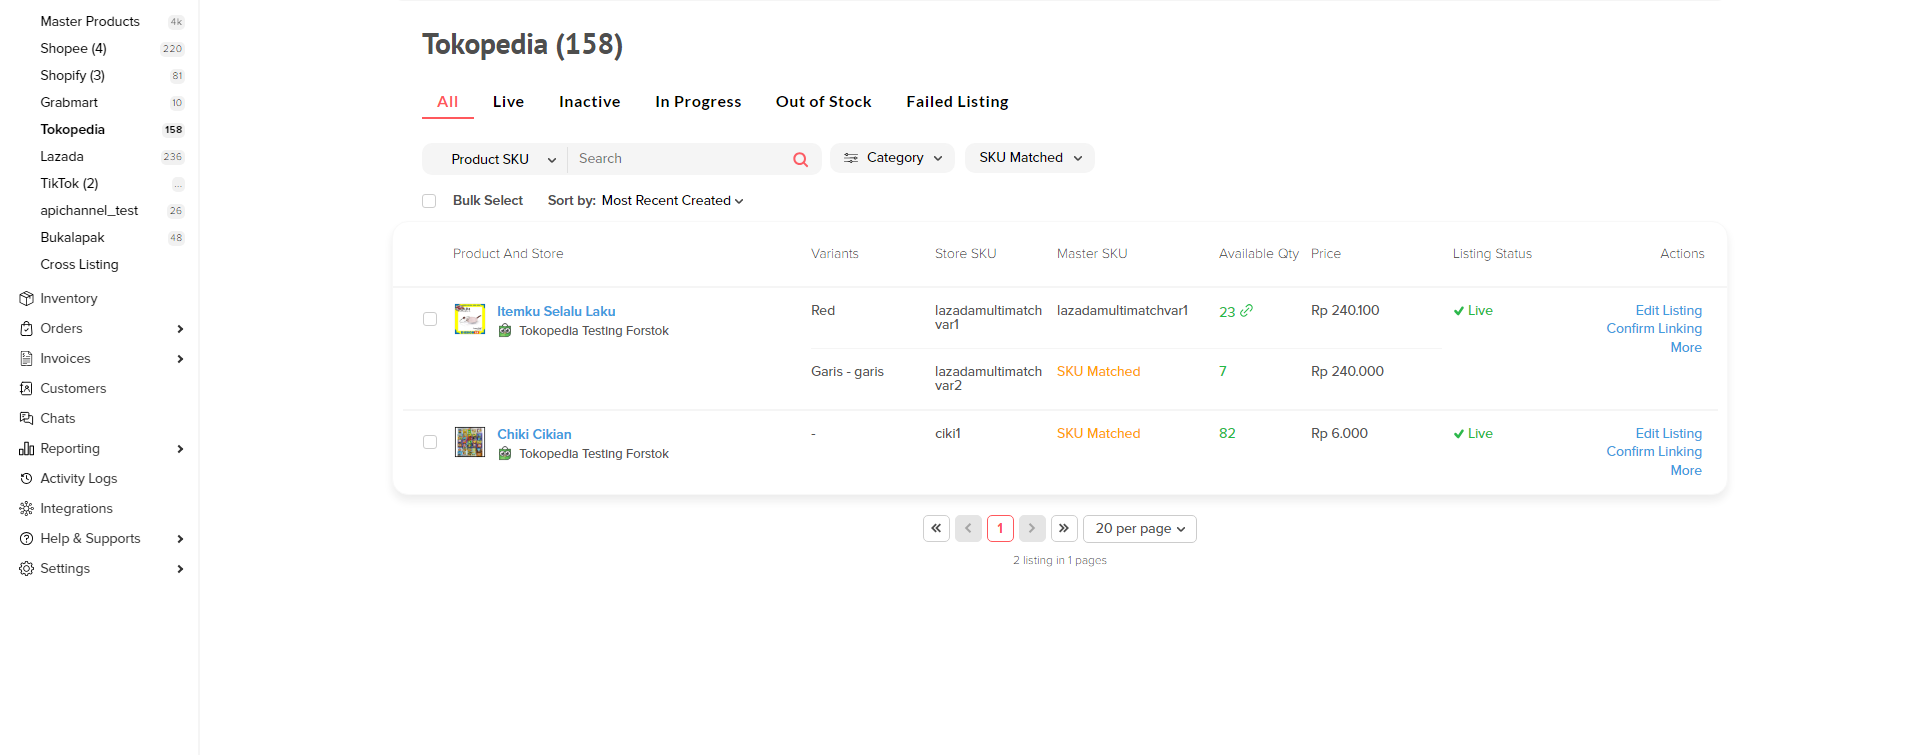 Master Products 4k
Shopee (4) 220
Shopify (3) 81
Grabmart 10
Tokopedia 158
Lazada 236
TikTok (2) ...
apichannel_test 26
Bukalapak 48
Cross Listing
Inventory
Orders
Invoices
Customers
Chats
Reporting
Activity Logs
Integrations
Help & Supports
Settings
Tokopedia (158)
All Live Inactive In Progress Out of Stock Failed Listing
Product SKU Search Category SKU Matched
Bulk Select Sort by: Most Recent Created
Product And Store Variants Store SKU Master SKU Available Qty Price Listing Status Actions
Itemku Selalu Laku Red lazadamultimatch lazadamultimatchvar1 23 Rp 240.100 Live Edit Listing
var1
Tokopedia Testing Forstok Confirm Linking
More
Garis - garis lazadamultimatch SKU Matched 7 Rp 240.000
var2
Chiki Cikian - ciki1 SKU Matched 82 Rp 6.000 Live Edit Listing
Tokopedia Testing Forstok Confirm Linking
More
« < 1 > » 20 per page
2 listing in 1 pages